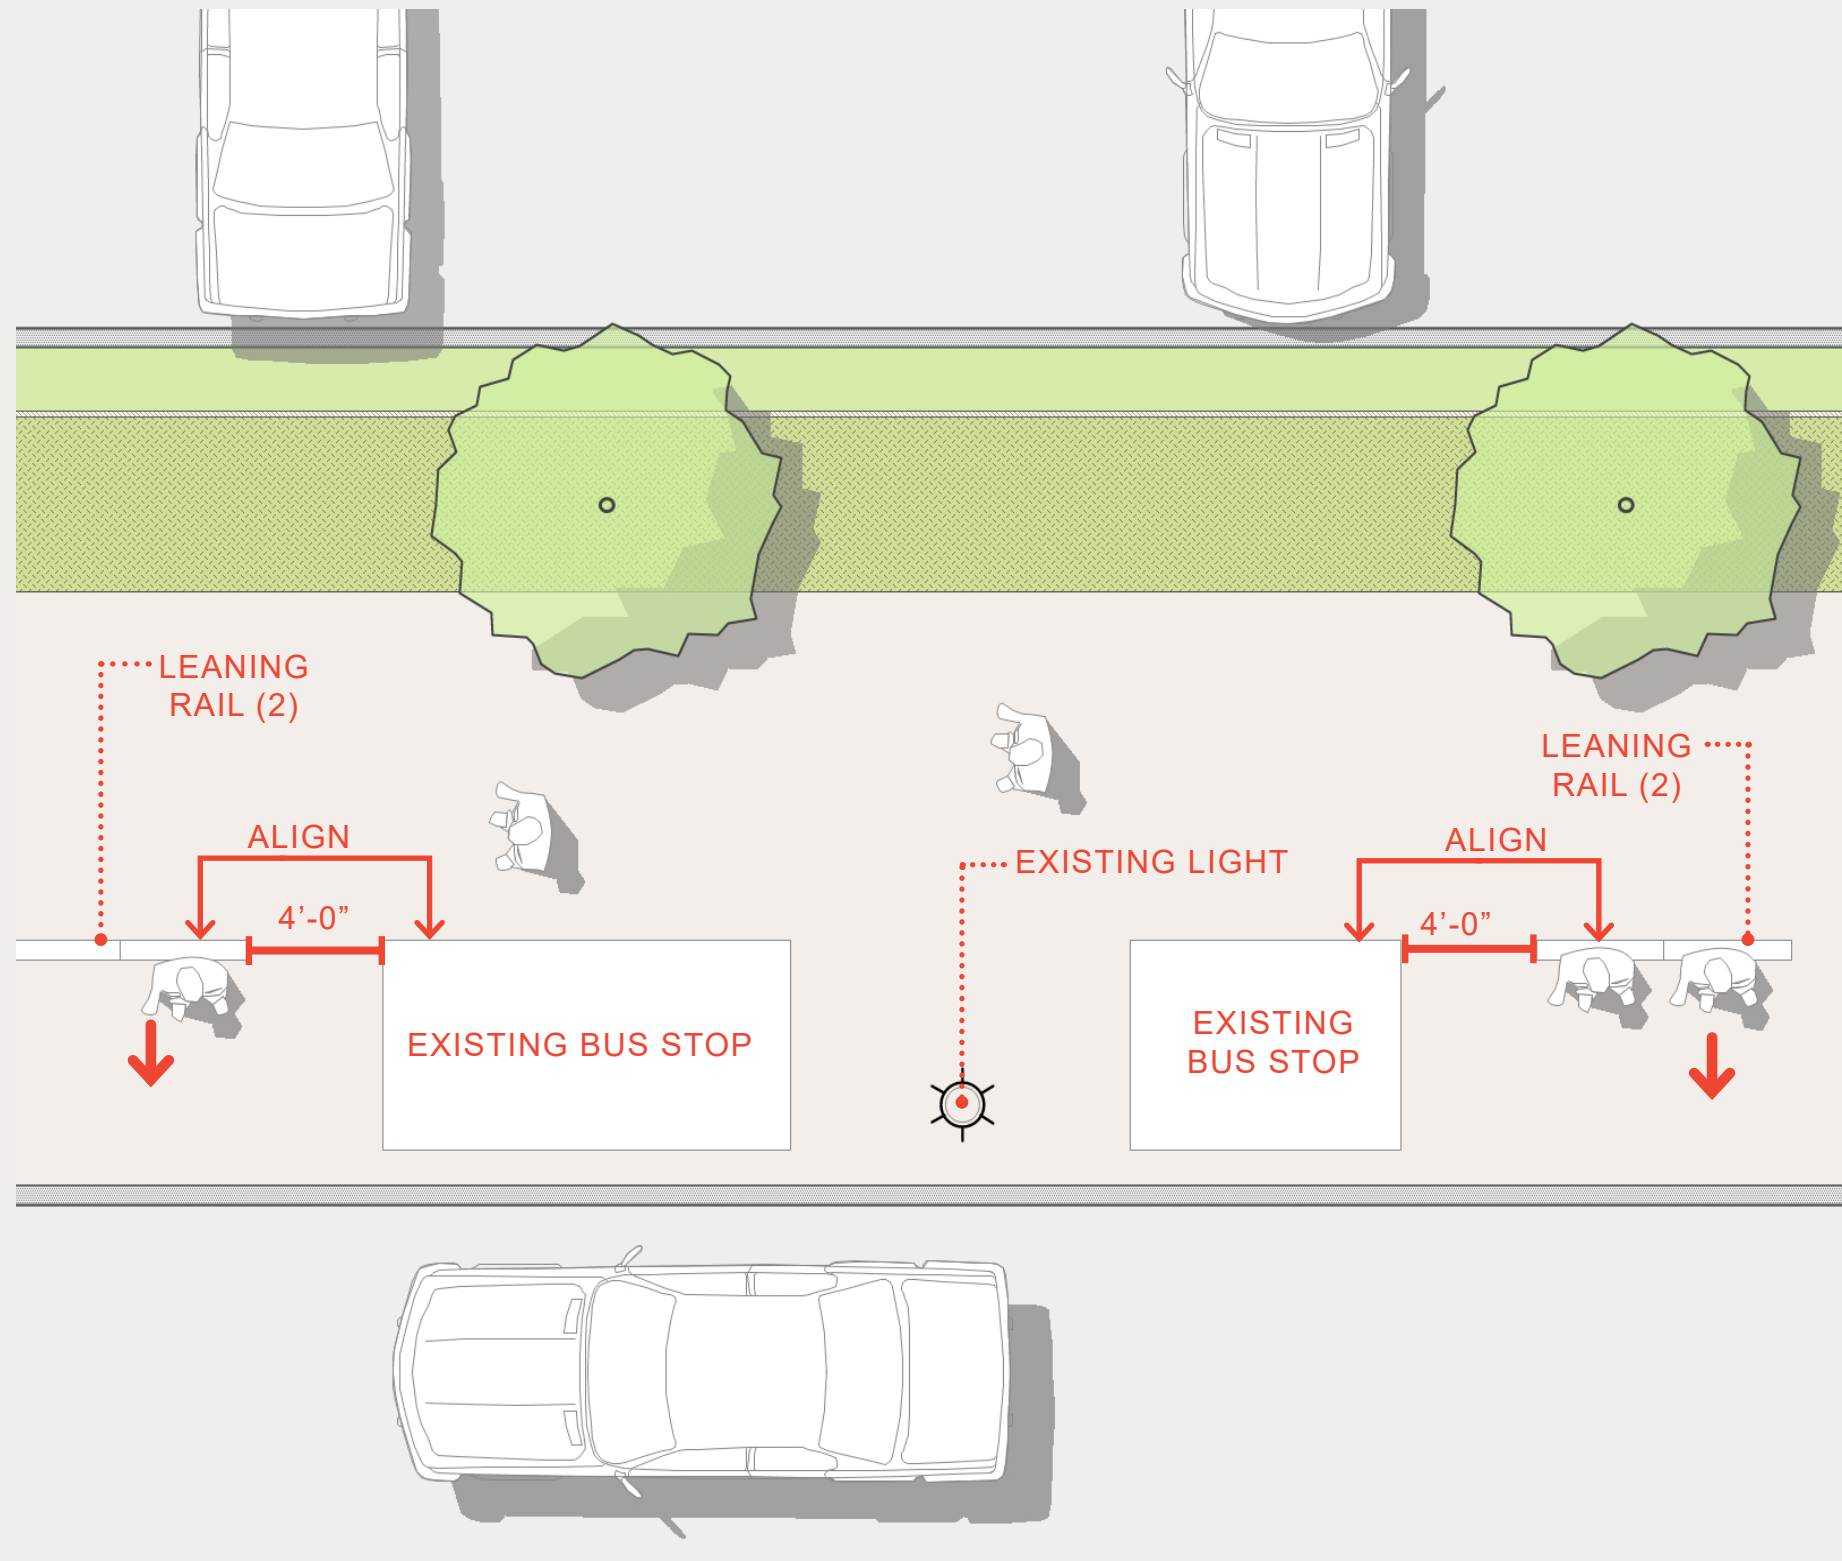 LEANING
RAIL (2)
LEANING
RAIL (2)
ALIGN
ALIGN
EXISTING LIGHT
4’-0”
4’-0”
EXISTING BUS STOP
EXISTING
BUS STOP